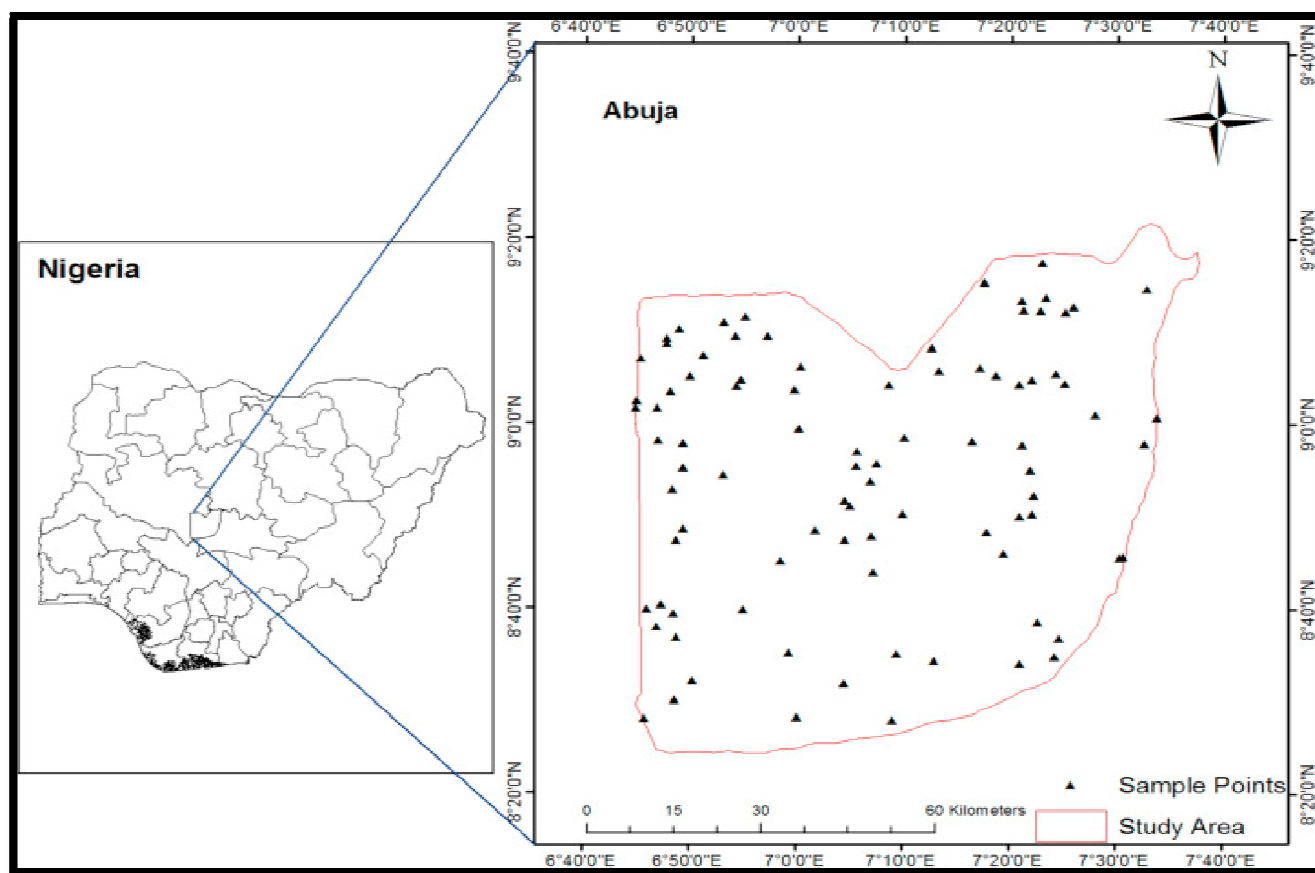 6°40'0"E 6°50'0"E 7°0'0"E 7°10'0"E 7°20'0"E 7°30'0"E 7°40'0"E
9°40'0"N 9°40'0"N
N
Abuja
9°20'0"N 9°20'0"N
Nigeria
9°0'0"N 9°0'0"N
8°40'0"N 8°40'0"N
8°20'0"N 8°20'0"N
Sample Points
0 15 30 60 Kilometers
Study Area
6°40'0"E 6°50'0"E 7°0'0"E 7°10'0"E 7°20'0"E 7°30'0"E 7°40'0"E